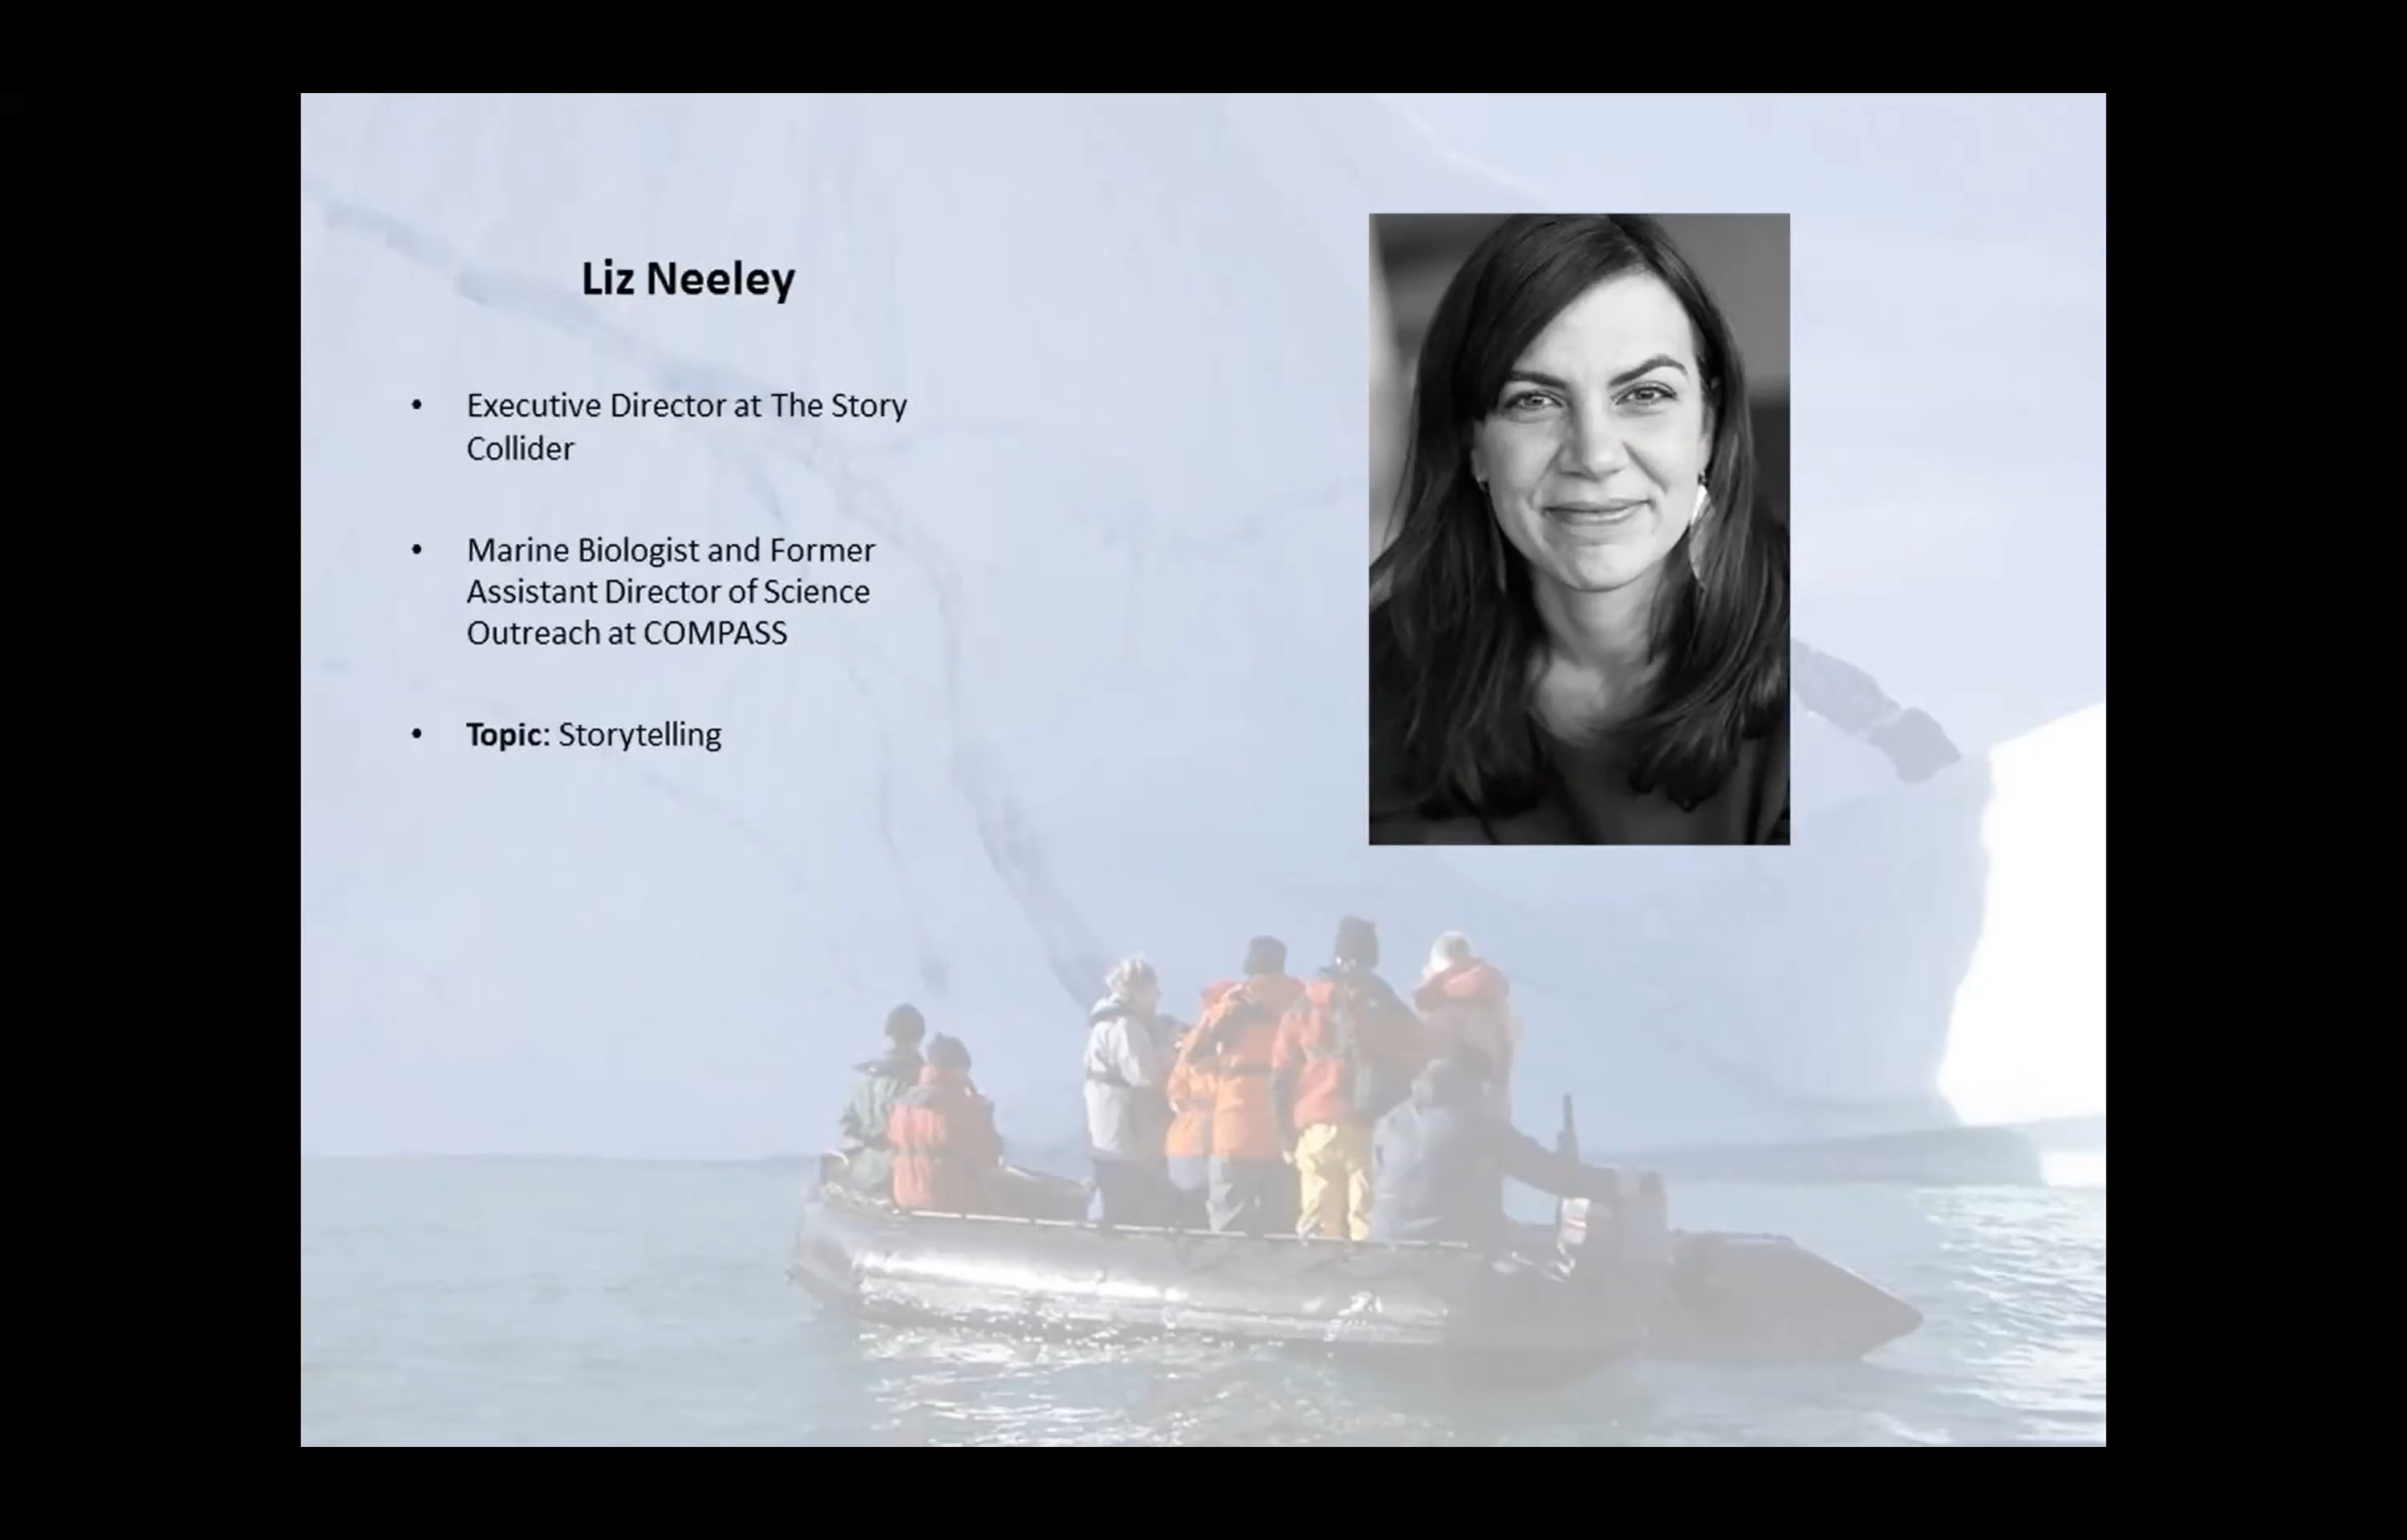 Liz Neeley
• Executive Director at The Story
Collider
• Marine Biologist and Former
Assistant Director of Science
Outreach at COMPASS
• Topic: Storytelling